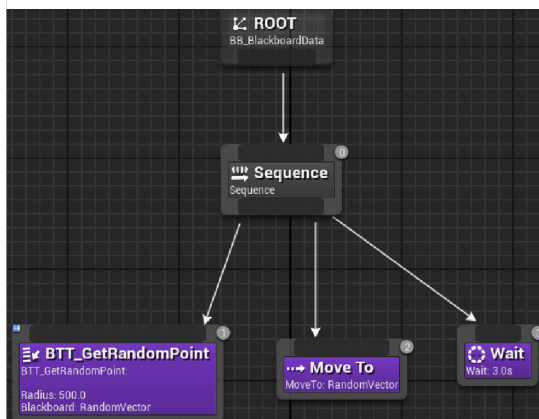 ROOT
BB_BlackboardData
0
Sequence
Sequence
1
BTT_GetRandomPoint
BTT_GetRandomPoint:
Radius: 500.0
Blackboard: RandomVector
2
Move To
MoveTo: RandomVector
Wait
Wait: 3.0s